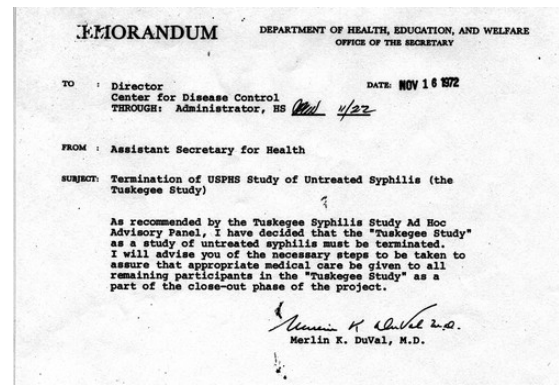 MEMORANDUM DEPARTMENT OF HEALTH, EDUCATION, AND WELFARE
OFFICE OF THE SECRETARY
TO : Director DATE: NOV 16 1972
Center for Disease Control
THROUGH: Administrator, HS 11/22
FROM : Assistant Secretary for Health
SUBJECT: Termination of USPHS Study of Untreated Syphilis (the
Tuskegee Study)
As recommended by the Tuskegee Syphilis Study Ad Hoc
Advisory Panel, I have decided that the "Tuskegee Study"
as a study of untreated syphilis must be terminated.
I will advise you of the necessary steps to be taken to
assure that appropriate medical care be given to all
remaining participants in the "Tuskegee Study" as a
part of the close-out phase of the project.
Merlin K DuVal M.D.
Merlin K. DuVal, M.D.